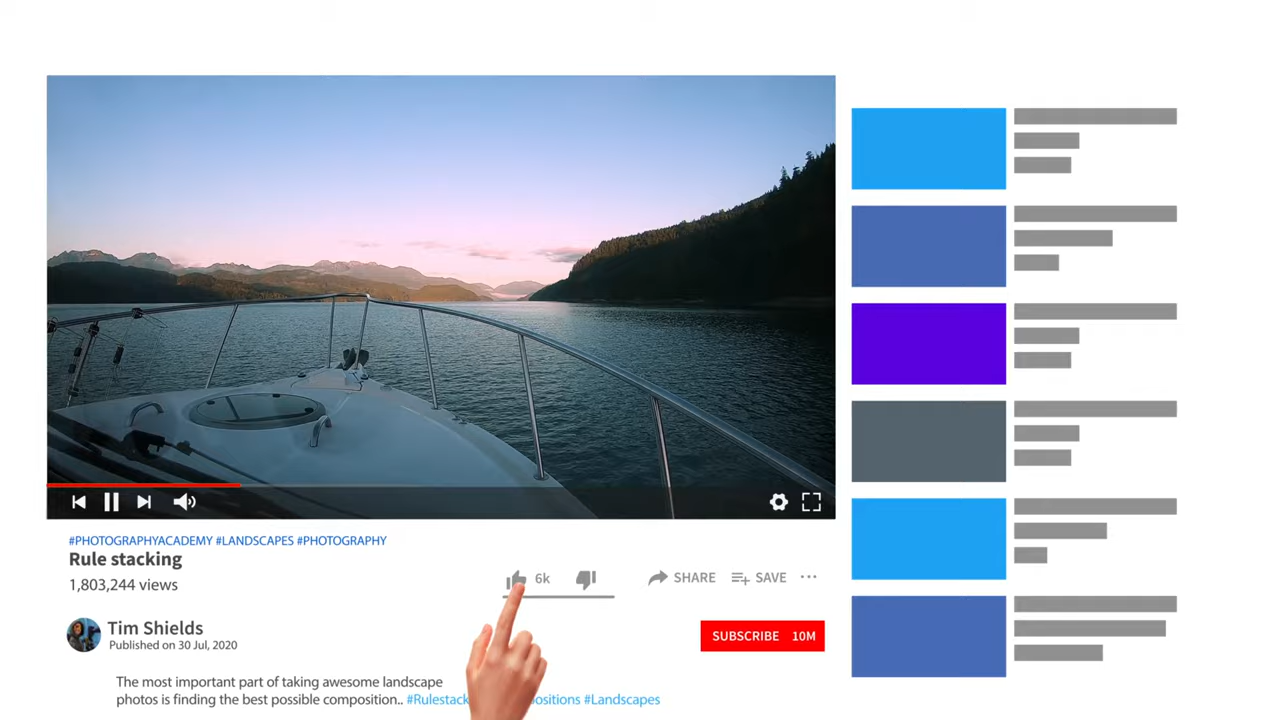 #PHOTOGRAPHYACADEMY #LANDSCAPES #PHOTOGRAPHY
Rule stacking
1,803,244 views
6k
SHARE
SAVE
Tim Shields
Published on 30 Jul, 2020
SUBSCRIBE 10M
The most important part of taking awesome landscape
photos is finding the best possible composition.. #Landscapes